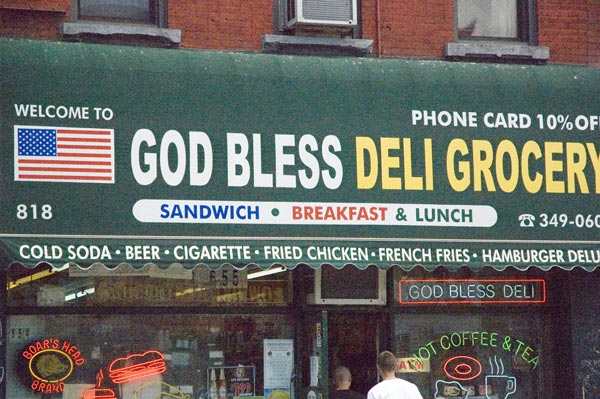 WELCOME TO
PHONE CARD 10% OF
GOD BLESS DELI GROCERY
818
SANDWICH • BREAKFAST & LUNCH
☎ 349-060
COLD SODA • BEER • CIGARETTE • FRIED CHICKEN • FRENCH FRIES • HAMBURGER DELU
GOD BLESS DELI
BOAR'S HEAD
BRAND
HOT COFFEE & TEA